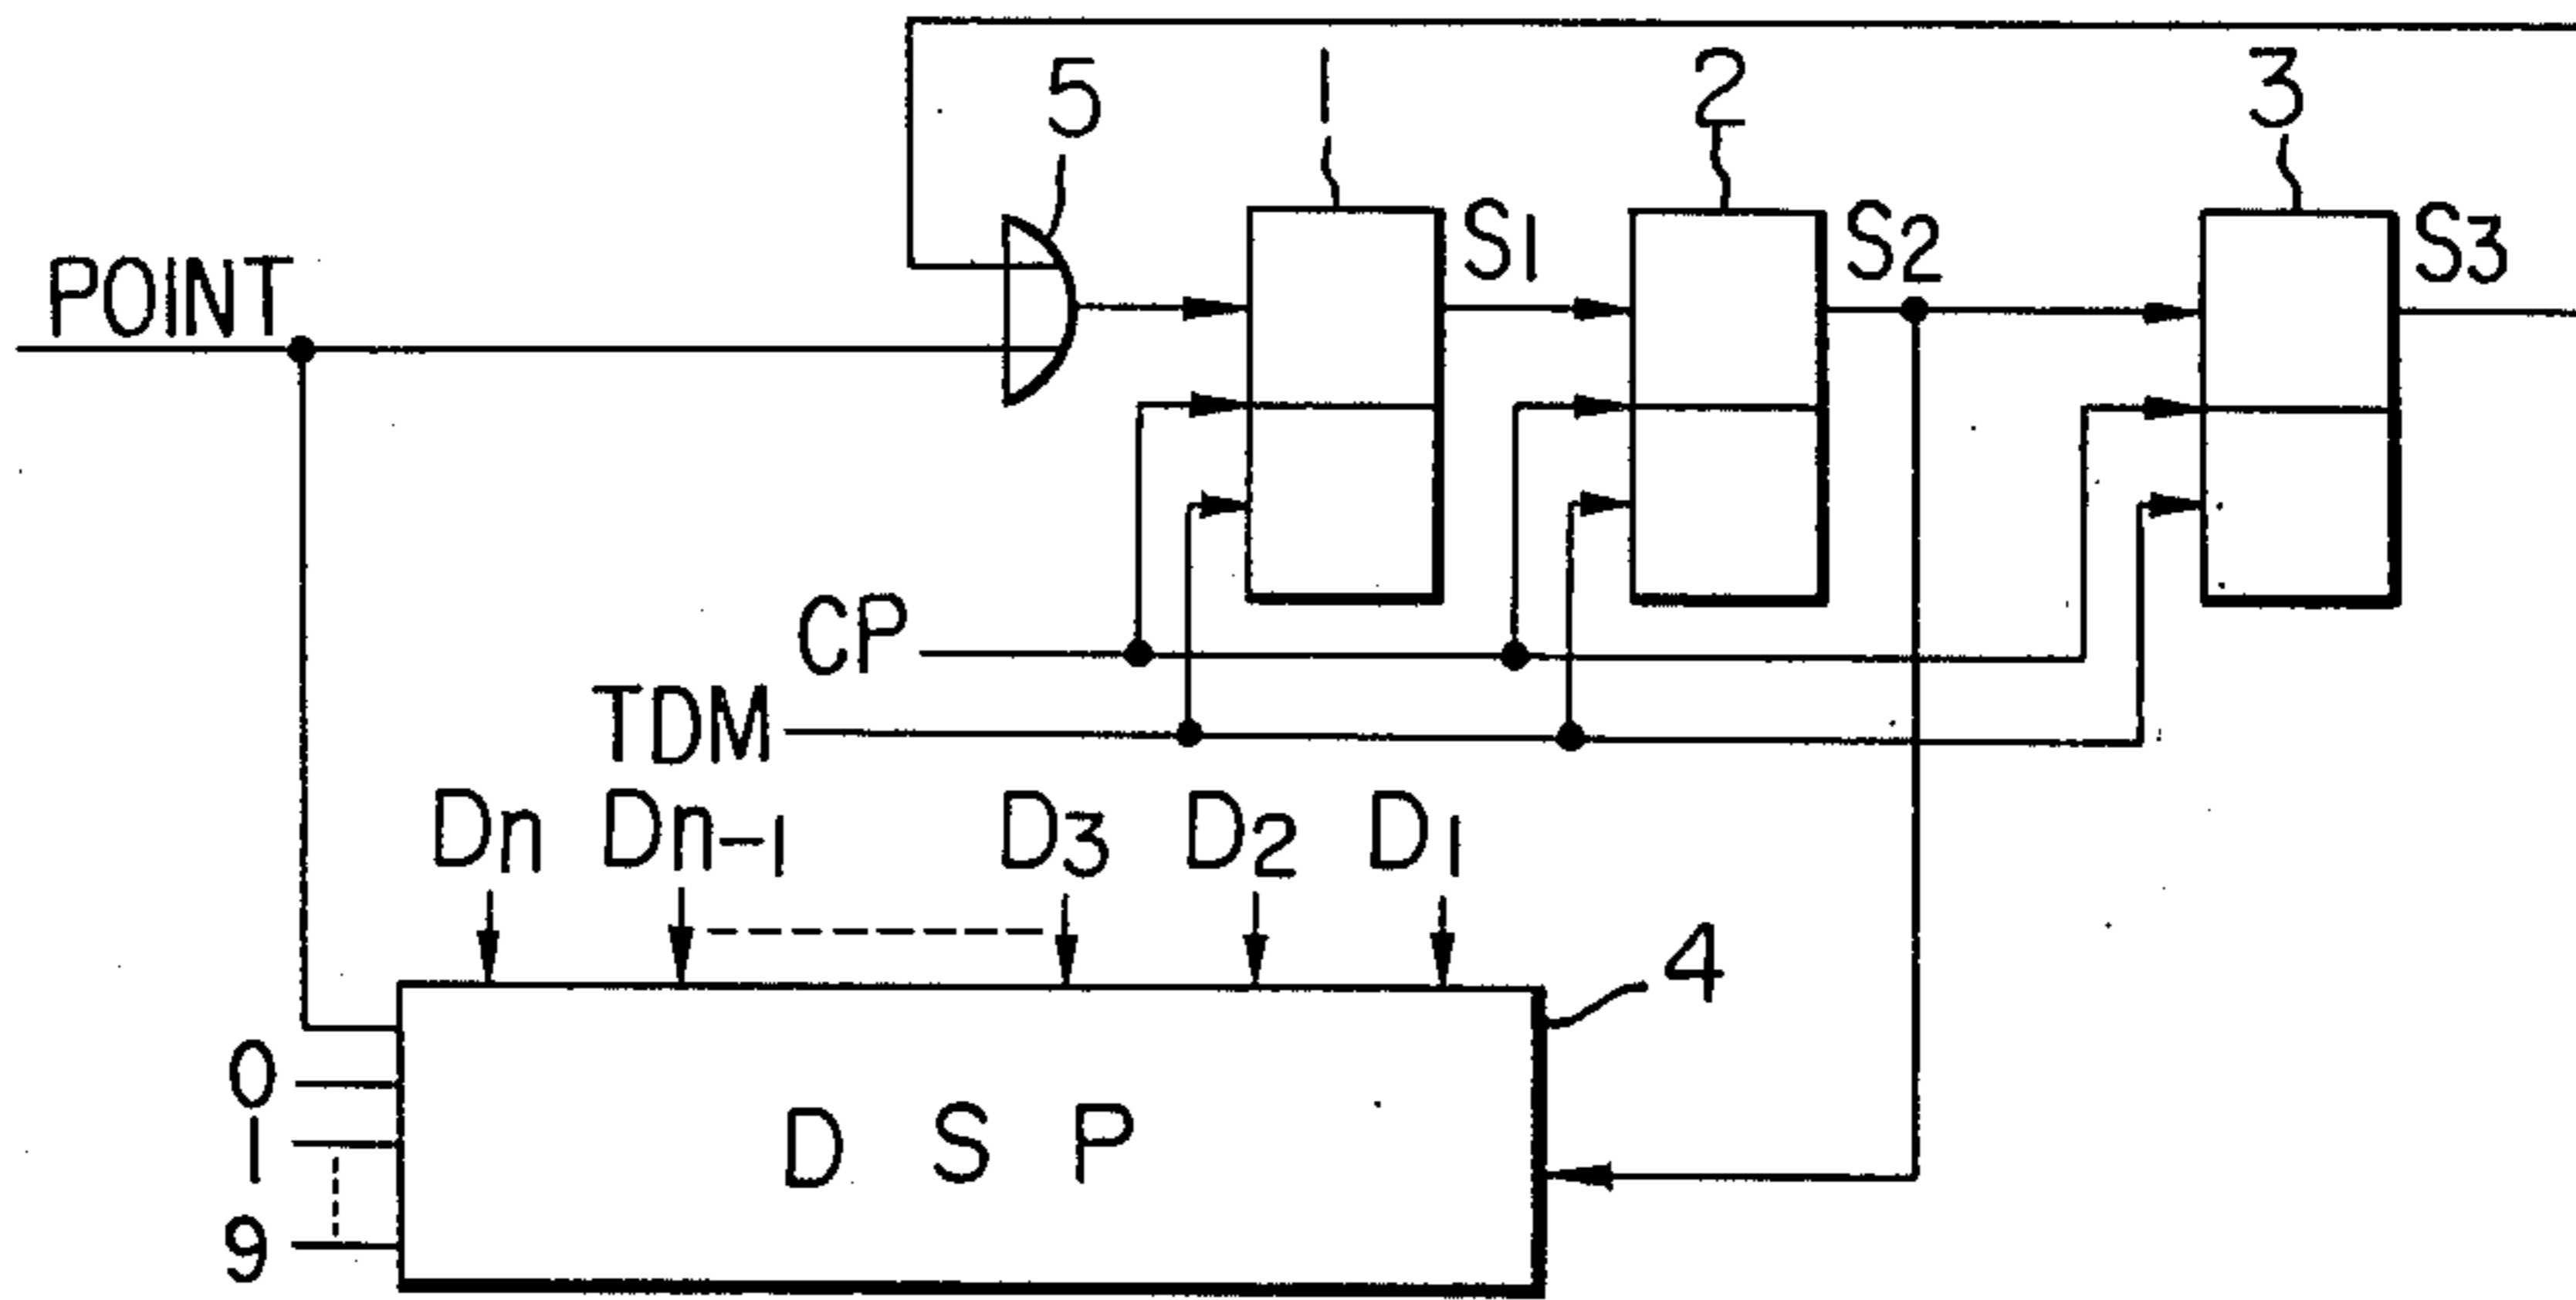 5 1 2 3
POINT S1 S2 S3
CP
TDM
Dn Dn-1 D3 D2 D1
4
0
1
9
D S P